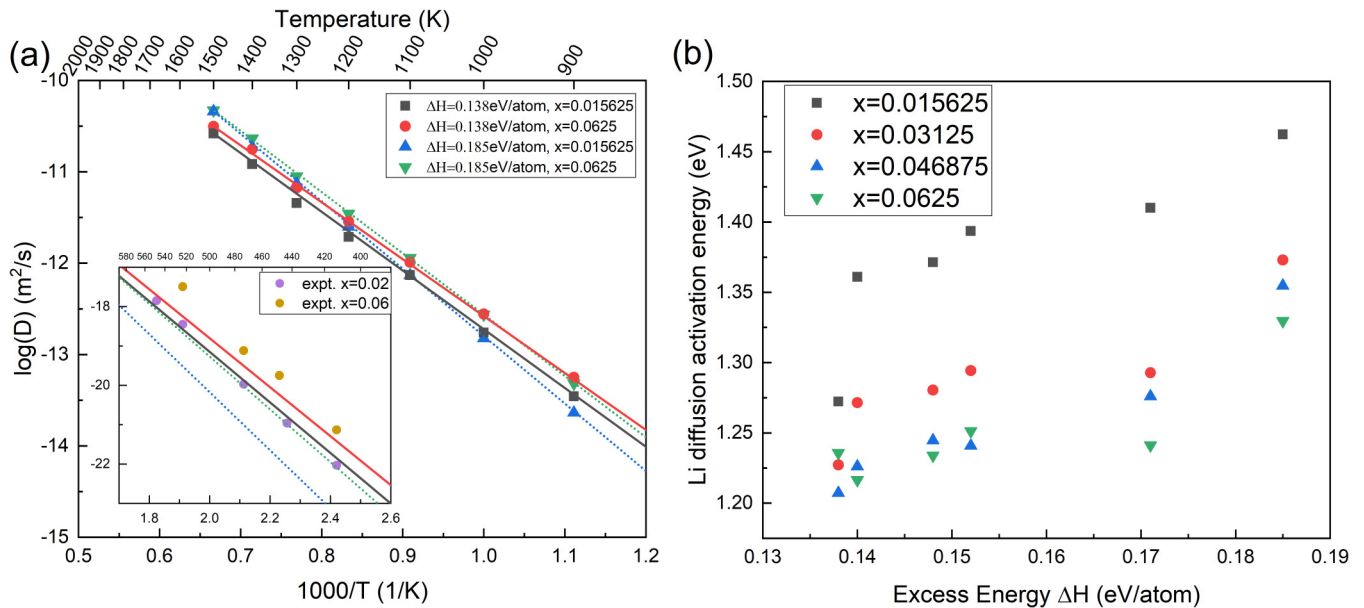 (a)
Temperature (K)
2000 1900 1800 1700 1600 1500 1400 1300 1200 1100 1000 900
-10
-11
-12
-13
-14
-15
log(D) (m²/s)
ΔH=0.138eV/atom, x=0.015625
ΔH=0.138eV/atom, x=0.0625
ΔH=0.185eV/atom, x=0.015625
ΔH=0.185eV/atom, x=0.0625
580 560 540 520 500 480 460 440 420 400
expt. x=0.02
expt. x=0.06
-18
-20
-22
1.8 2.0 2.2 2.4 2.6
0.5 0.6 0.7 0.8 0.9 1.0 1.1 1.2
1000/T (1/K)
(b)
1.50
1.45
1.40
1.35
1.30
1.25
1.20
Li diffusion activation energy (eV)
x=0.015625
x=0.03125
x=0.046875
x=0.0625
0.13 0.14 0.15 0.16 0.17 0.18 0.19
Excess Energy ΔH (eV/atom)